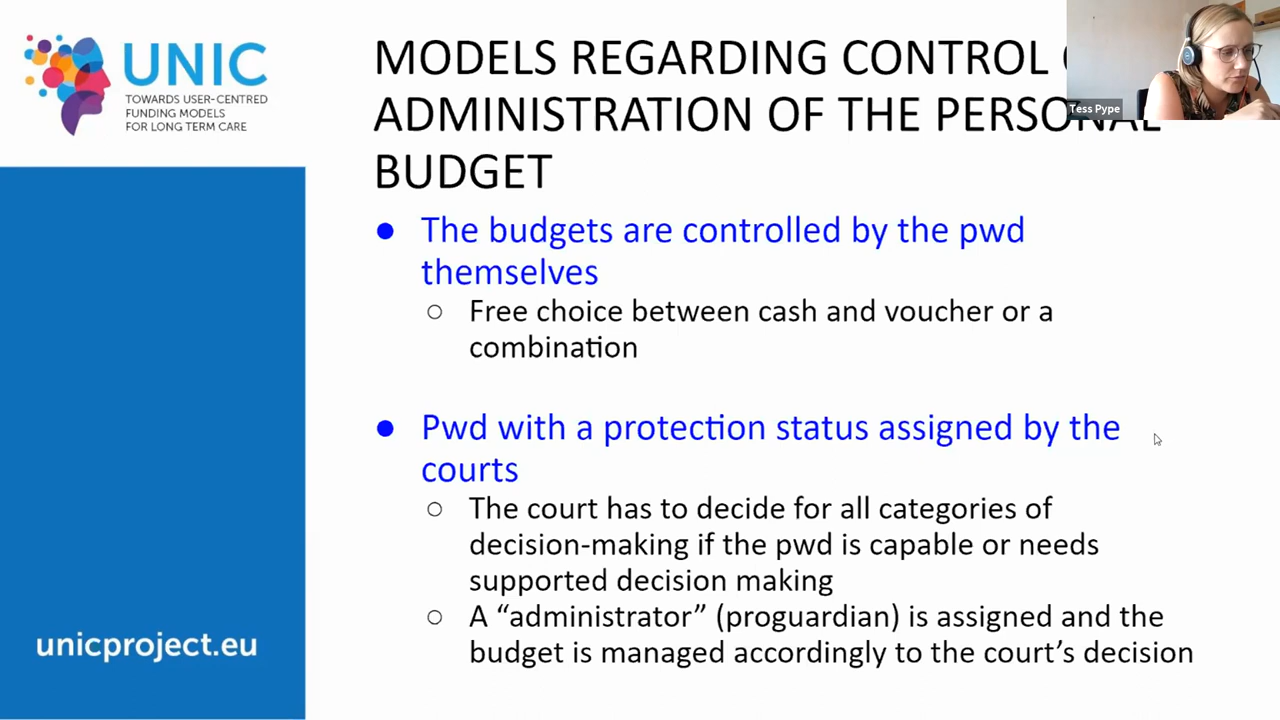 UNIC
TOWARDS USER-CENTRED
FUNDING MODELS
FOR LONG TERM CARE
MODELS REGARDING CONTROL
ADMINISTRATION OF THE PERSONAL
BUDGET
Tess Pype
● The budgets are controlled by the pwd
themselves
○ Free choice between cash and voucher or a
combination
● Pwd with a protection status assigned by the
courts
○ The court has to decide for all categories of
decision-making if the pwd is capable or needs
supported decision making
○ A “administrator” (proguardian) is assigned and the
budget is managed accordingly to the court’s decision
unicproject.eu